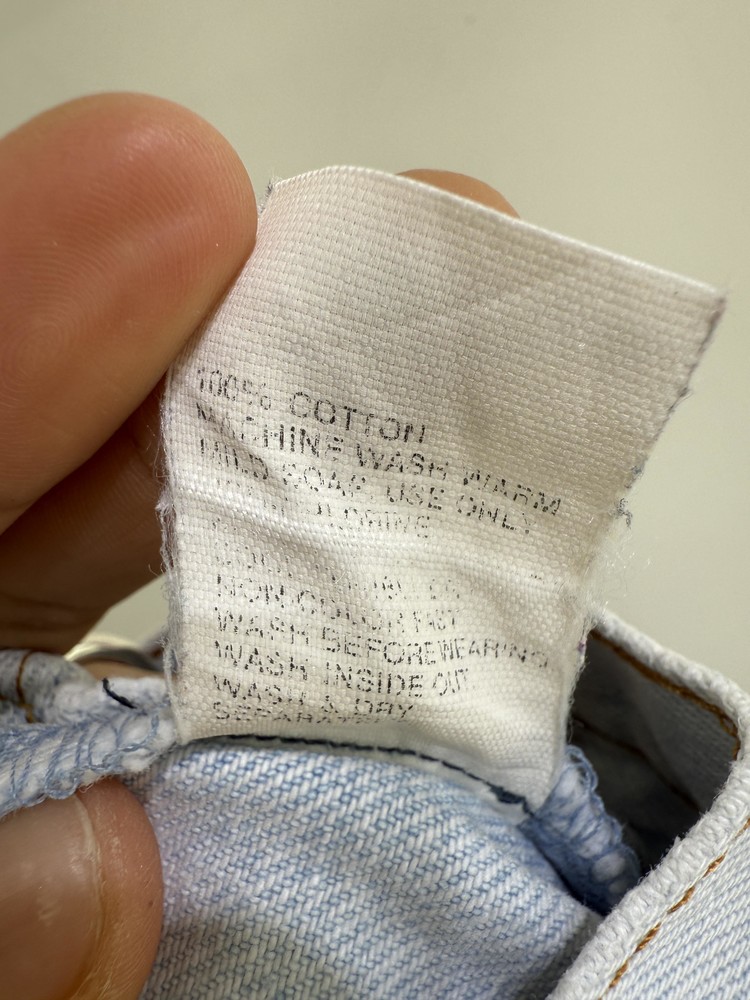 100% COTTON
MACHINE WASH WARM
MILD SOAP, USE ONLY
CHLORINE
NON-COLOR FAST
WASH BEFORE WEARING
WASH INSIDE OUT
WASH & DRY
SEPARATELY